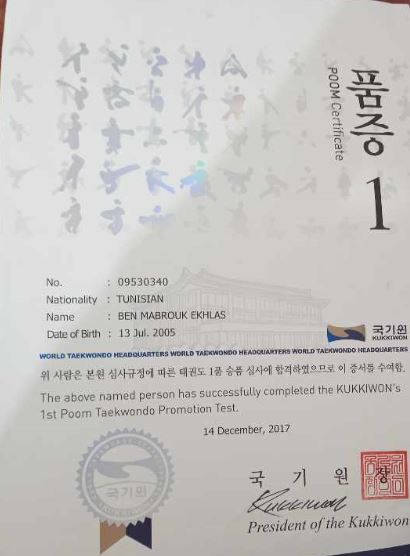 품증
POOM Certificate
1
No. : 09530340
Nationality : TUNISIAN
Name : BEN MABROUK EKHLAS
Date of Birth : 13 Jul. 2005
국기원
KUKKIWON
WORLD TAEKWONDO HEADQUARTERS WORLD TAEKWONDO HEADQUARTERS WORLD TAEKWONDO HEADQUARTERS
위 사람은 본원 심사규정에 따른 태권도 1품 승품 심사에 합격하였으므로 이 증서를 수여함.
The above named person has successfully completed the KUKKIWON's
1st Poom Taekwondo Promotion Test.
14 December, 2017
국기원
국 기 원 장
Kukkiwon
President of the Kukkiwon